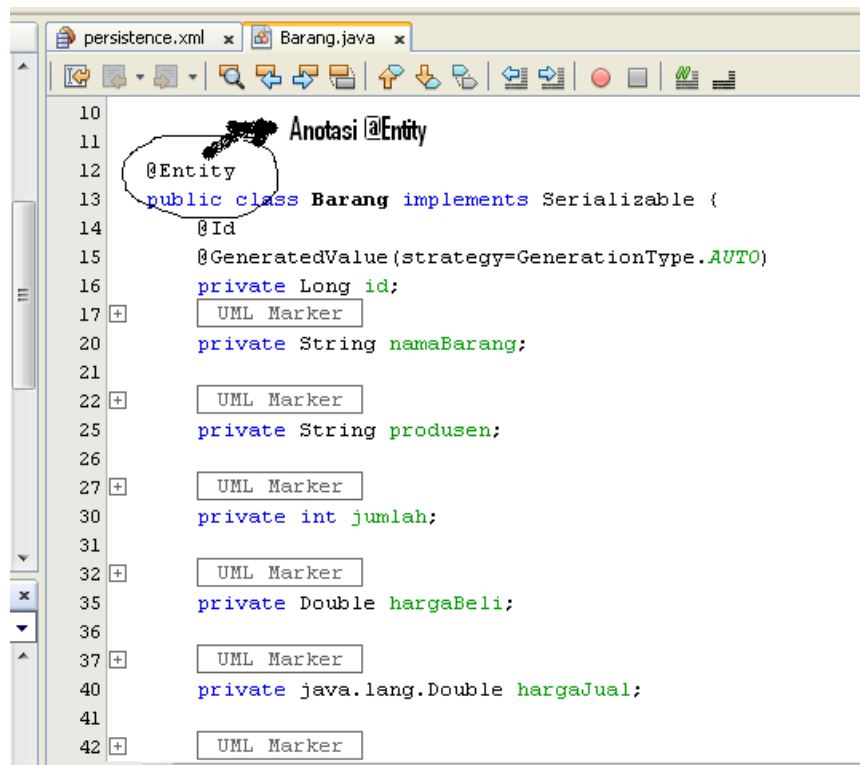 persistence.xml x Barang.java x
10
Anotasi @Entity
11
12 @Entity
13 public class Barang implements Serializable {
14 @Id
15 @GeneratedValue(strategy=GenerationType.AUTO)
16 private Long id;
17 + UML Marker
20 private String namaBarang;
21
22 + UML Marker
25 private String produsen;
26
27 + UML Marker
30 private int jumlah;
31
32 + UML Marker
35 private Double hargaBeli;
36
37 + UML Marker
40 private java.lang.Double hargaJual;
41
42 + UML Marker